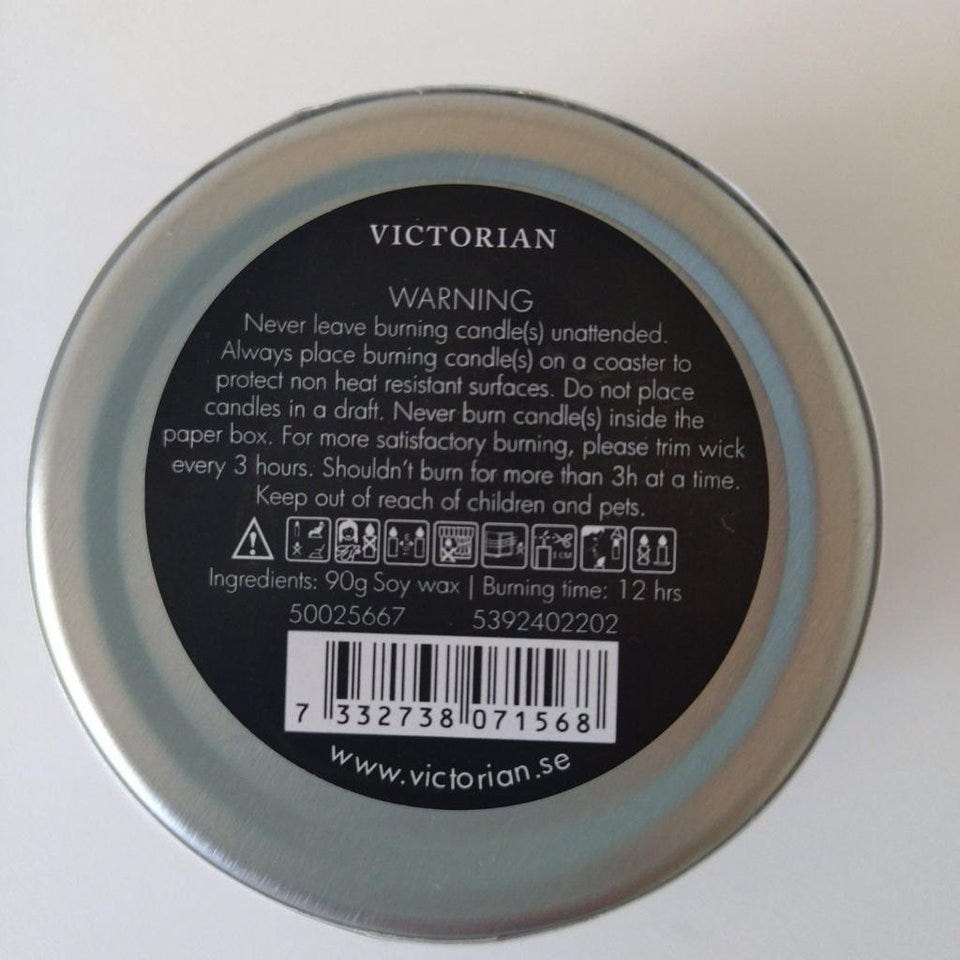 VICTORIAN
WARNING
Never leave burning candle(s) unattended.
Always place burning candle(s) on a coaster to
protect non heat resistant surfaces. Do not place
candles in a draft. Never burn candle(s) inside the
paper box. For more satisfactory burning, please trim wick
every 3 hours. Shouldn't burn for more than 3h at a time.
Keep out of reach of children and pets.
1 CM
Ingredients: 90g Soy wax | Burning time: 12 hrs
50025667 5392402202
7 332738 071568
www.victorian.se